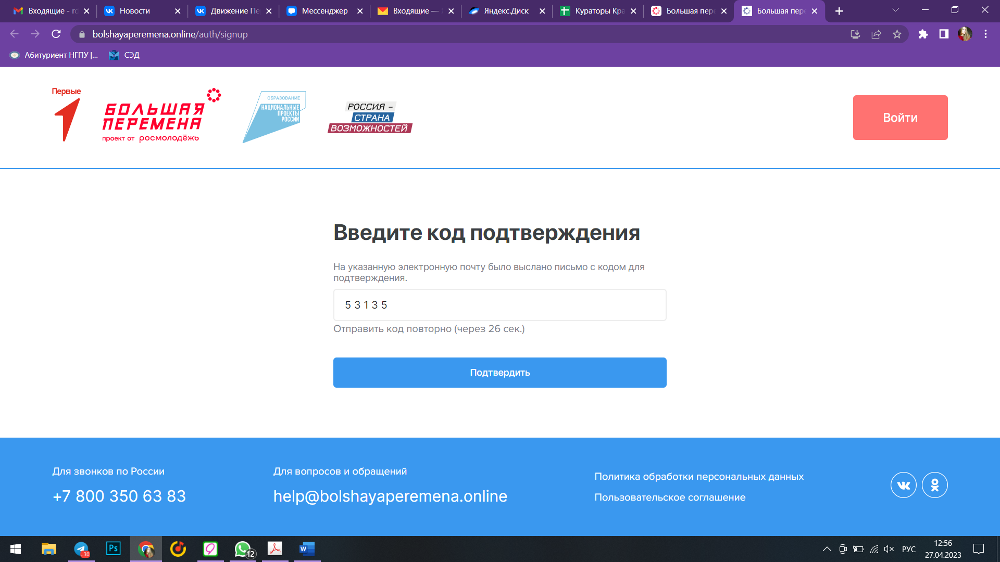 Входящие - ro
Новости
Движение Пе
Мессенджер
Входящие —
Яндекс.Диск
Кураторы Кра
Большая пере
Большая пере
bolshayaperemena.online/auth/signup
Абитуриент НГПУ |...
СЭД
Первые
БОЛЬШАЯ
ПЕРЕМЕНА
проект от росмолодёжь
ОБРАЗОВАНИЕ
НАЦИОНАЛЬНЫЕ
ПРОЕКТЫ
РОССИИ
РОССИЯ –
СТРАНА
ВОЗМОЖНОСТЕЙ
Войти
Введите код подтверждения
На указанную электронную почту было выслано письмо с кодом для
подтверждения.
5 3 1 3 5
Отправить код повторно (через 26 сек.)
Подтвердить
Для звонков по России
+7 800 350 63 83
Для вопросов и обращений
help@bolshayaperemena.online
Политика обработки персональных данных
Пользовательское соглашение
..30
Ps
12
W
РУС
12:56
27.04.2023